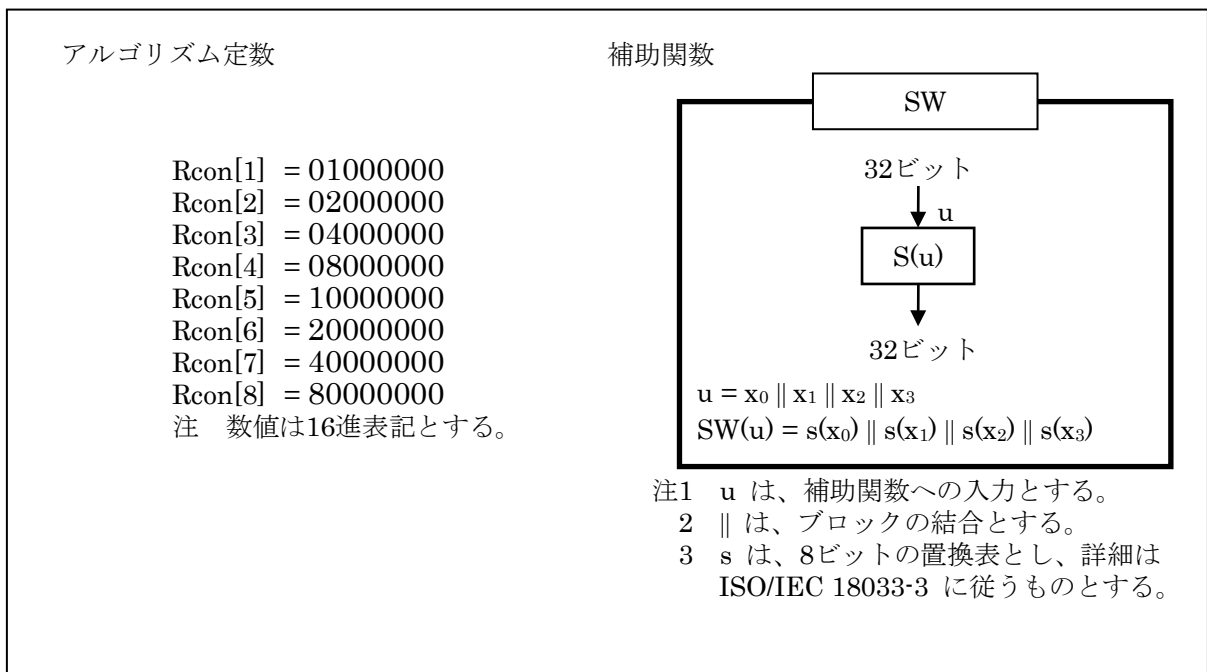 アルゴリズム定数
Rcon[1] = 01000000
Rcon[2] = 02000000
Rcon[3] = 04000000
Rcon[4] = 08000000
Rcon[5] = 10000000
Rcon[6] = 20000000
Rcon[7] = 40000000
Rcon[8] = 80000000
注 数値は16進表記とする。
補助関数
SW
32ビット
u
S(u)
32ビット
u = x₀ ‖ x₁ ‖ x₂ ‖ x₃
SW(u) = s(x₀) ‖ s(x₁) ‖ s(x₂) ‖ s(x₃)
注1 u は、補助関数への入力とする。
2 ‖ は、ブロックの結合とする。
3 s は、8ビットの置換表とし、詳細は
ISO/IEC 18033-3 に従うものとする。